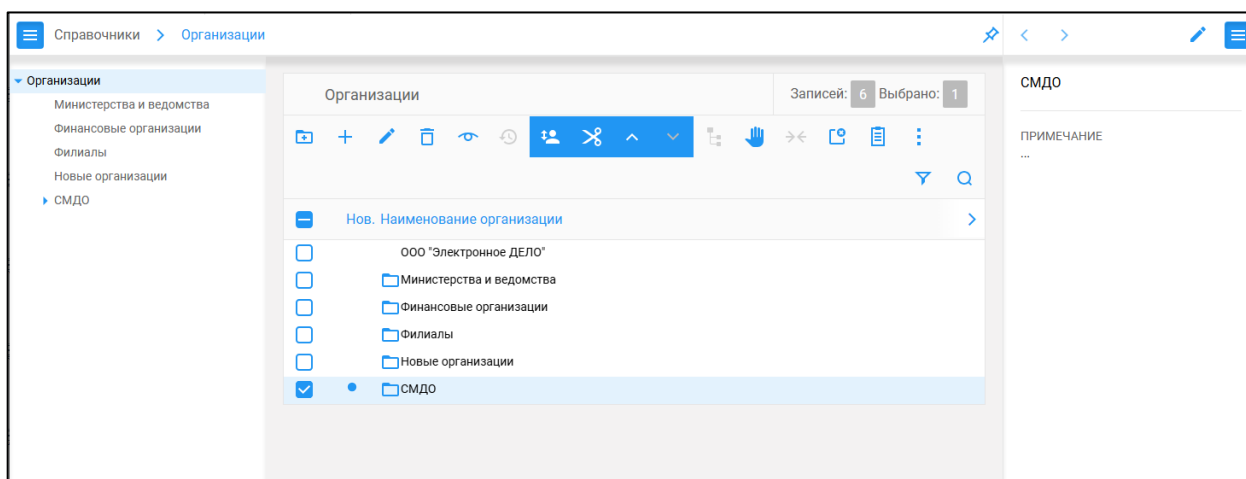 Справочники > Организации
Организации
Министерства и ведомства
Финансовые организации
Филиалы
Новые организации
СМДО
Организации
Записей: 6 Выбрано: 1
Нов. Наименование организации
ООО "Электронное ДЕЛО"
Министерства и ведомства
Финансовые организации
Филиалы
Новые организации
СМДО
СМДО
ПРИМЕЧАНИЕ
...